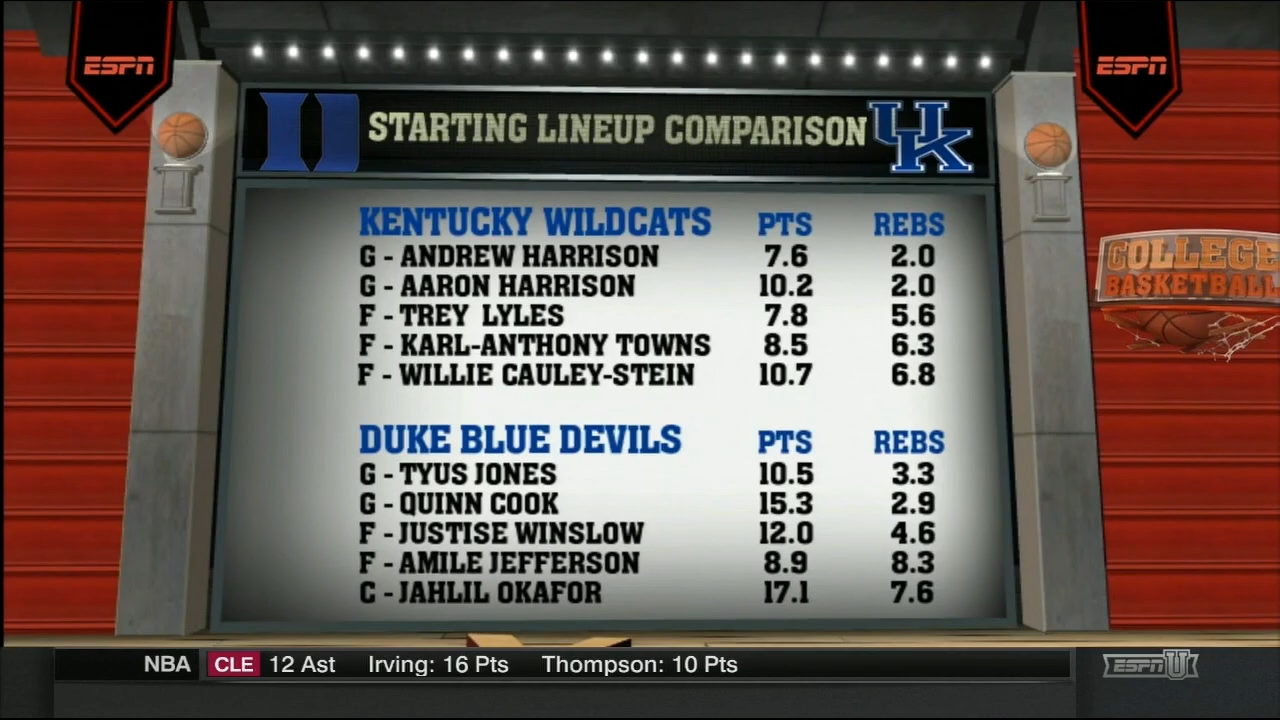 ESPN
ESPN
STARTING LINEUP COMPARISON
UK
COLLEGE
BASKETBALL
KENTUCKY WILDCATS PTS REBS
G - ANDREW HARRISON 7.6 2.0
G - AARON HARRISON 10.2 2.0
F - TREY LYLES 7.8 5.6
F - KARL-ANTHONY TOWNS 8.5 6.3
F - WILLIE CAULEY-STEIN 10.7 6.8
DUKE BLUE DEVILS PTS REBS
G - TYUS JONES 10.5 3.3
G - QUINN COOK 15.3 2.9
F - JUSTISE WINSLOW 12.0 4.6
F - AMILE JEFFERSON 8.9 8.3
C - JAHLIL OKAFOR 17.1 7.6
NBA CLE 12 Ast Irving: 16 Pts Thompson: 10 Pts
ESPN U